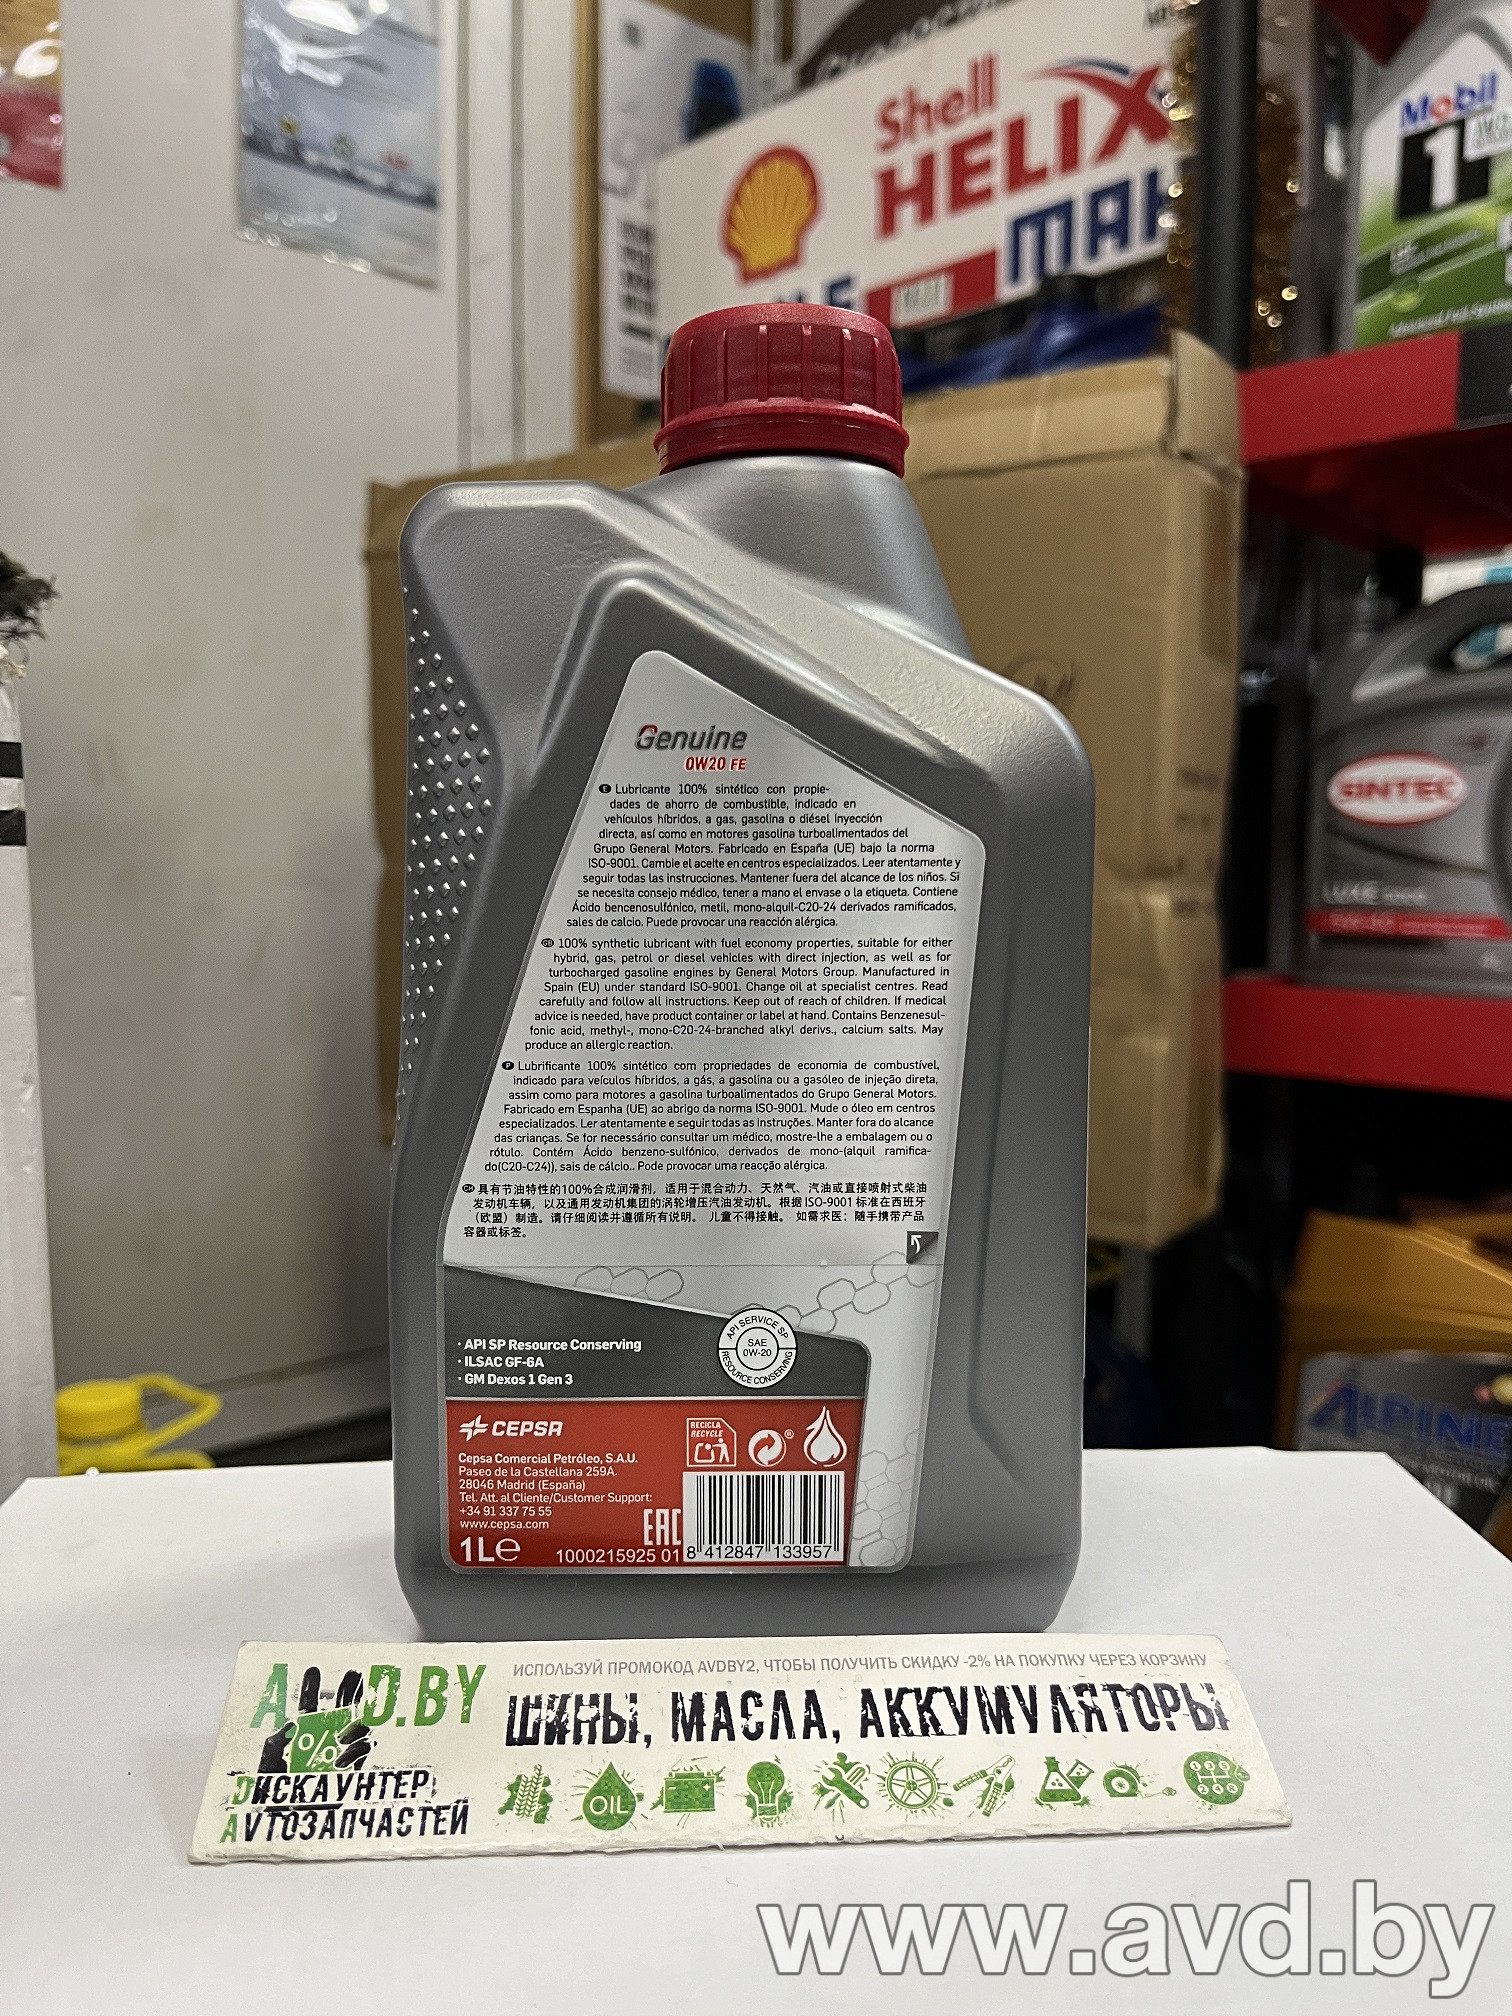 Shell
HELIX
Mobil
1
SINTEC
LUXE
ALPINE
Genuine
0W20 FE
E Lubricante 100% sintético con propie-
dades de ahorro de combustible, indicado en
vehículos híbridos, a gas, gasolina o diésel inyección
directa, así como en motores gasolina turboalimentados del
Grupo General Motors. Fabricado en España (UE) bajo la norma
ISO-9001. Cambie el aceite en centros especializados. Leer atentamente y
seguir todas las instrucciones. Mantener fuera del alcance de los niños. Si
se necesita consejo médico, tener a mano el envase o la etiqueta. Contiene
Ácido bencenosulfónico, metil, mono-alquil-C20-24 derivados ramificados,
sales de calcio. Puede provocar una reacción alérgica.
GB 100% synthetic lubricant with fuel economy properties, suitable for either
hybrid, gas, petrol or diesel vehicles with direct injection, as well as for
turbocharged gasoline engines by General Motors Group. Manufactured in
Spain (EU) under standard ISO-9001. Change oil at specialist centres. Read
carefully and follow all instructions. Keep out of reach of children. If medical
advice is needed, have product container or label at hand. Contains Benzenesul-
fonic acid, methyl-, mono-C20-24-branched alkyl derivs., calcium salts. May
produce an allergic reaction.
P Lubrificante 100% sintético com propriedades de economia de combustível,
indicado para veículos híbridos, a gás, a gasolina ou a gasóleo de injeção direta,
assim como para motores a gasolina turboalimentados do Grupo General Motors.
Fabricado em Espanha (UE) ao abrigo da norma ISO-9001. Mude o óleo em centros
especializados. Ler atentamente e seguir todas as instruções. Manter fora do alcance
das crianças. Se for necessário consultar um médico, mostre-lhe a embalagem ou o
rótulo. Contém Ácido benzeno-sulfónico, derivados de mono-(alquil ramifica-
do(C20-C24)), sais de cálcio.. Pode provocar uma reacção alérgica.
CH 具有节油特性的100%合成润滑剂，适用于混合动力、天然气、汽油或直接喷射式柴油
发动机车辆，以及通用发动机集团的涡轮增压汽油发动机。根据ISO-9001标准在西班牙
（欧盟）制造。请仔细阅读并遵循所有说明。 儿童不得接触。 如需求医：随手携带产品
容器或标签。
· API SP Resource Conserving
· ILSAC GF-6A
· GM Dexos 1 Gen 3
API SERVICE SP
SAE
0W-20
RESOURCE CONSERVING
CEPSA
RECICLA
RECYCLE
Cepsa Comercial Petróleo, S.A.U.
Paseo de la Castellana 259A.
28046 Madrid (España)
Tel. Att. al Cliente/Customer Support:
+34 91 337 75 55
www.cepsa.com
EAC
1L e
1000215925 01
8 412847 133957
AVD.BY
%
ДИСКАУНТЕР
АVТОЗАПЧАСТЕЙ
ИСПОЛЬЗУЙ ПРОМОКОД AVDBY2, ЧТОБЫ ПОЛУЧИТЬ СКИДКУ -2% НА ПОКУПКУ ЧЕРЕЗ КОРЗИНУ
ШИНЫ, МАСЛА, АККУМУЛЯТОРЫ
OIL
www.avd.by